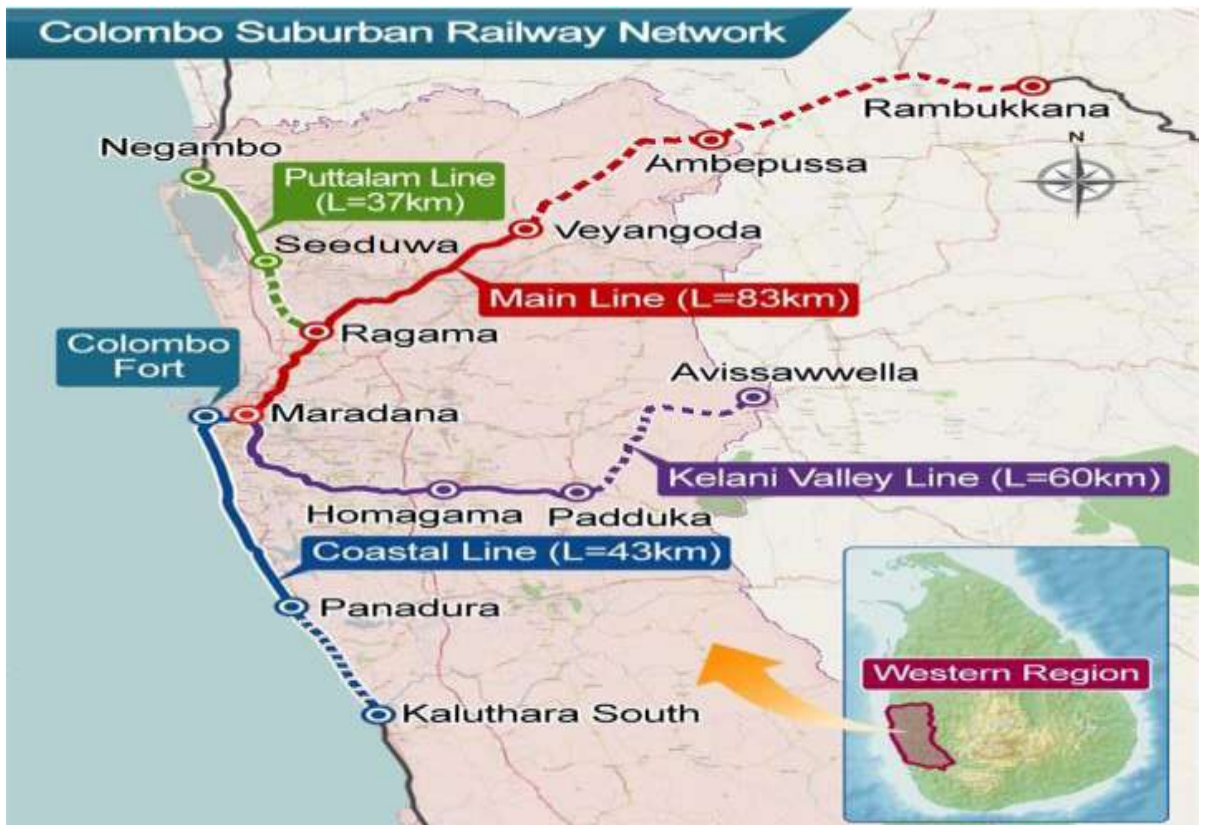 Colombo Suburban Railway Network
Rambukkana
N
Ambepussa
Negambo
Puttalam Line
(L=37km)
Veyangoda
Seeduwa
Main Line (L=83km)
Ragama
Colombo
Fort
Avissawwella
Maradana
Kelani Valley Line (L=60km)
Homagama
Padduka
Coastal Line (L=43km)
Panadura
Western Region
Kaluthara South